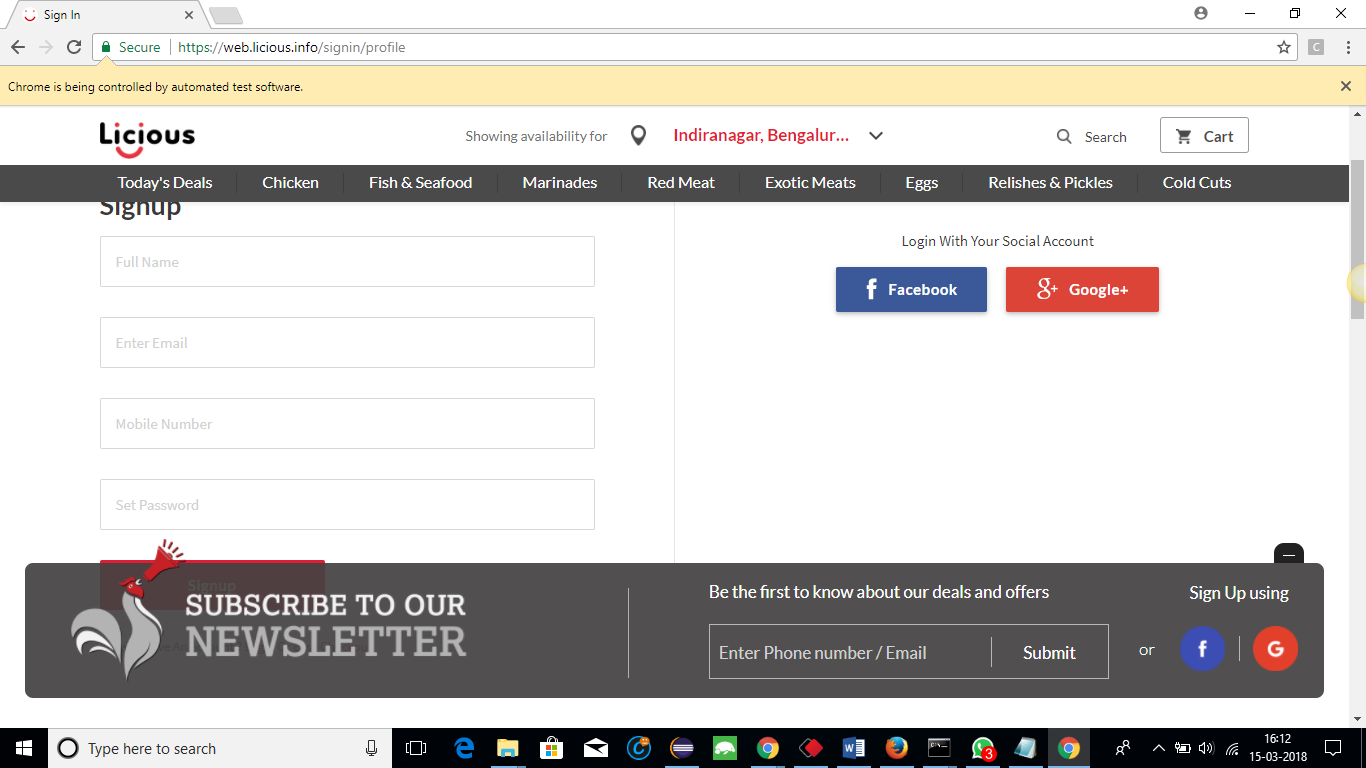 Sign In
Secure https://web.licious.info/signin/profile
C
Chrome is being controlled by automated test software.
Licious
Showing availability for
Indiranagar, Bengalur...
Search
Cart
Today's Deals
Chicken
Fish & Seafood
Marinades
Red Meat
Exotic Meats
Eggs
Relishes & Pickles
Cold Cuts
Signup
Full Name
Enter Email
Mobile Number
Set Password
Login With Your Social Account
f Facebook
g+ Google+
Signup
SUBSCRIBE TO OUR
NEWSLETTER
Be the first to know about our deals and offers
Enter Phone number / Email
Submit
or
Sign Up using
f
G
Type here to search
3
16:12
15-03-2018